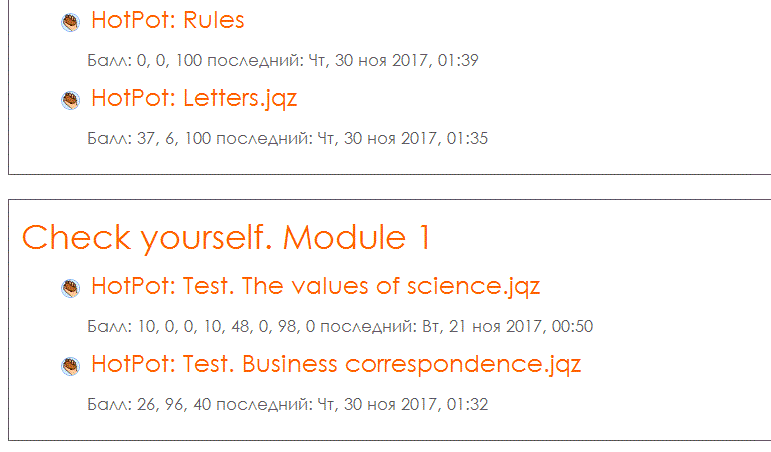 HotPot: Rules
Балл: 0, 0, 100 последний: Чт, 30 ноя 2017, 01:39
HotPot: Letters.jqz
Балл: 37, 6, 100 последний: Чт, 30 ноя 2017, 01:35
Check yourself. Module 1
HotPot: Test. The values of science.jqz
Балл: 10, 0, 0, 10, 48, 0, 98, 0 последний: Вт, 21 ноя 2017, 00:50
HotPot: Test. Business correspondence.jqz
Балл: 26, 96, 40 последний: Чт, 30 ноя 2017, 01:32